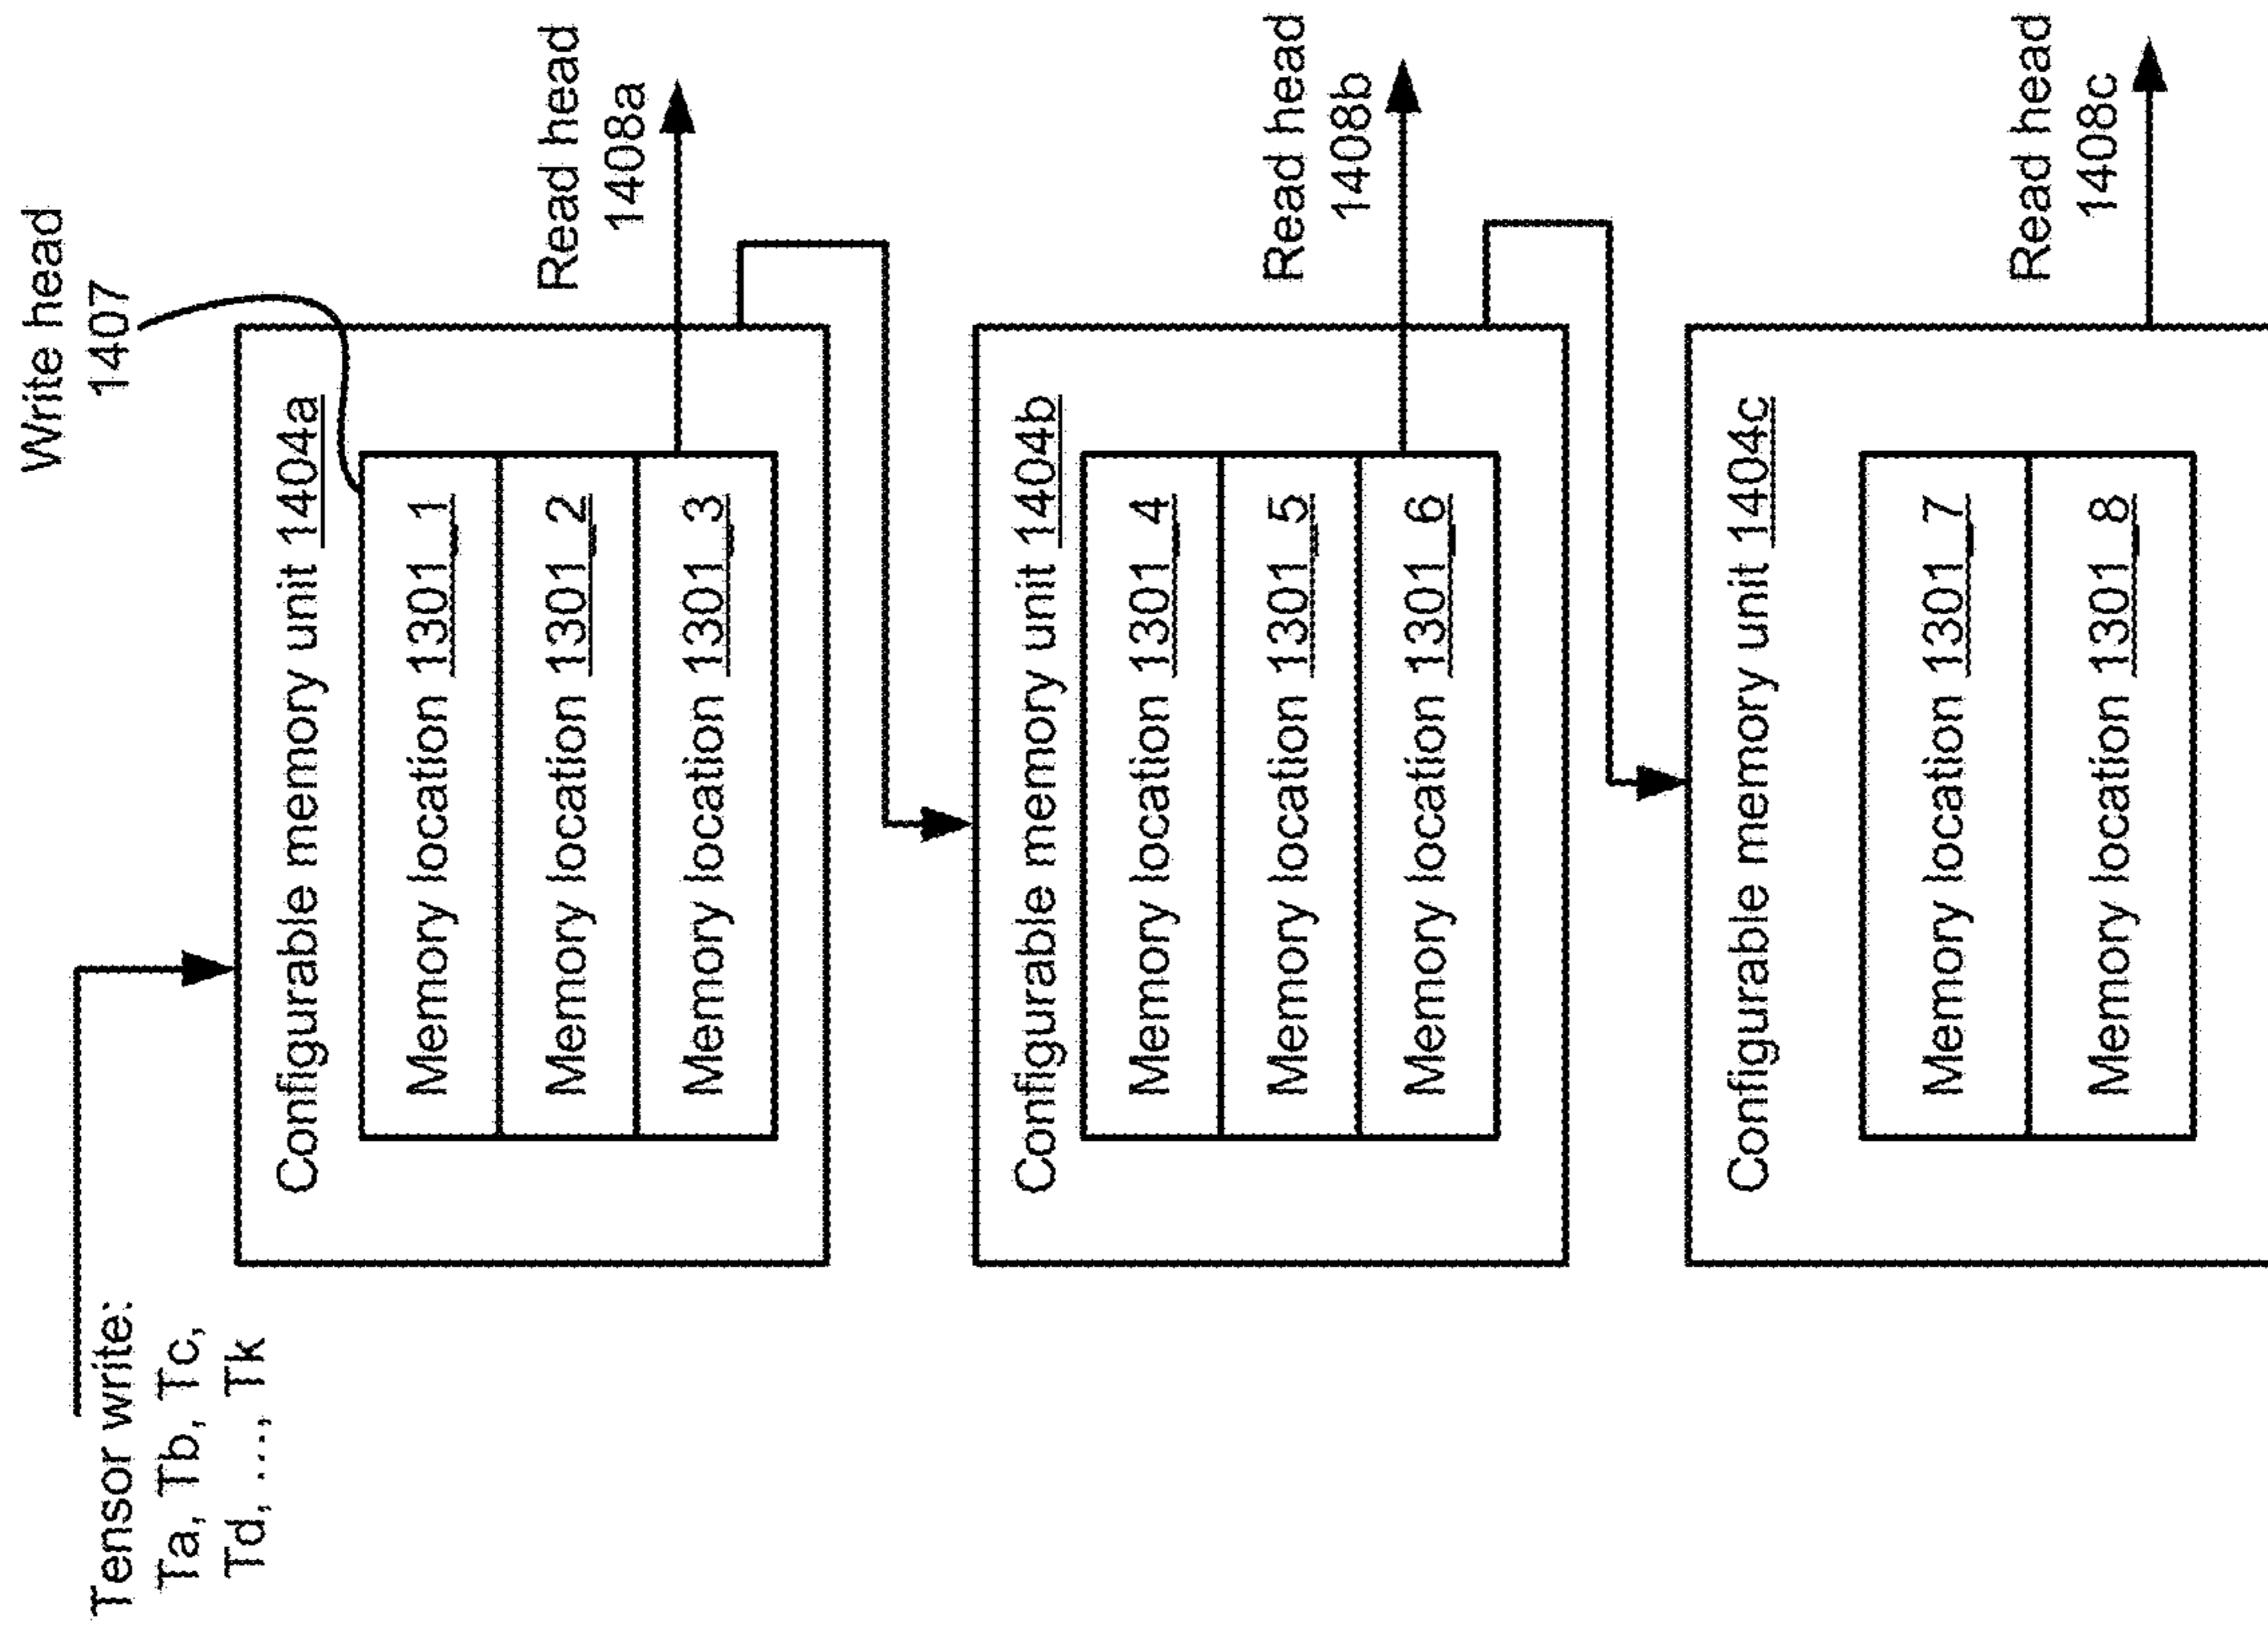 Write head
1407
Tensor write:
Ta, Tb, Tc,
Td, …, Tk
Configurable memory unit 1404a
Memory location 1301_1
Memory location 1301_2
Memory location 1301_3
Read head
1408a
Configurable memory unit 1404b
Memory location 1301_4
Memory location 1301_5
Memory location 1301_6
Read head
1408b
Configurable memory unit 1404c
Memory location 1301_7
Memory location 1301_8
Read head
1408c